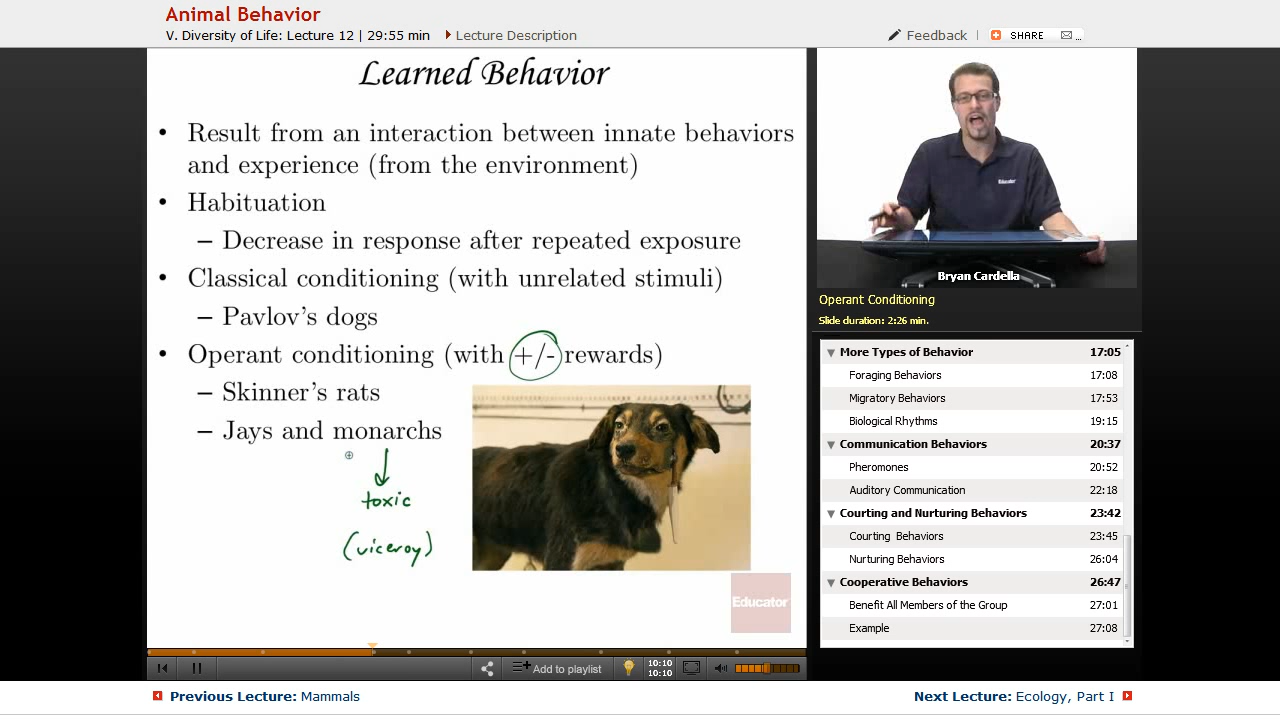 Animal Behavior
V. Diversity of Life: Lecture 12 | 29:55 min
Lecture Description
Feedback
SHARE
Learned Behavior
• Result from an interaction between innate behaviors
and experience (from the environment)
• Habituation
– Decrease in response after repeated exposure
• Classical conditioning (with unrelated stimuli)
– Pavlov's dogs
• Operant conditioning (with +/- rewards)
– Skinner's rats
– Jays and monarchs
toxic
(viceroy)
Educator
Educator
Bryan Cardella
Operant Conditioning
Slide duration: 2:26 min.
More Types of Behavior 17:05
Foraging Behaviors 17:08
Migratory Behaviors 17:53
Biological Rhythms 19:15
Communication Behaviors 20:37
Pheromones 20:52
Auditory Communication 22:18
Courting and Nurturing Behaviors 23:42
Courting Behaviors 23:45
Nurturing Behaviors 26:04
Cooperative Behaviors 26:47
Benefit All Members of the Group 27:01
Example 27:08
Add to playlist
10:10
10:10
Previous Lecture: Mammals
Next Lecture: Ecology, Part I